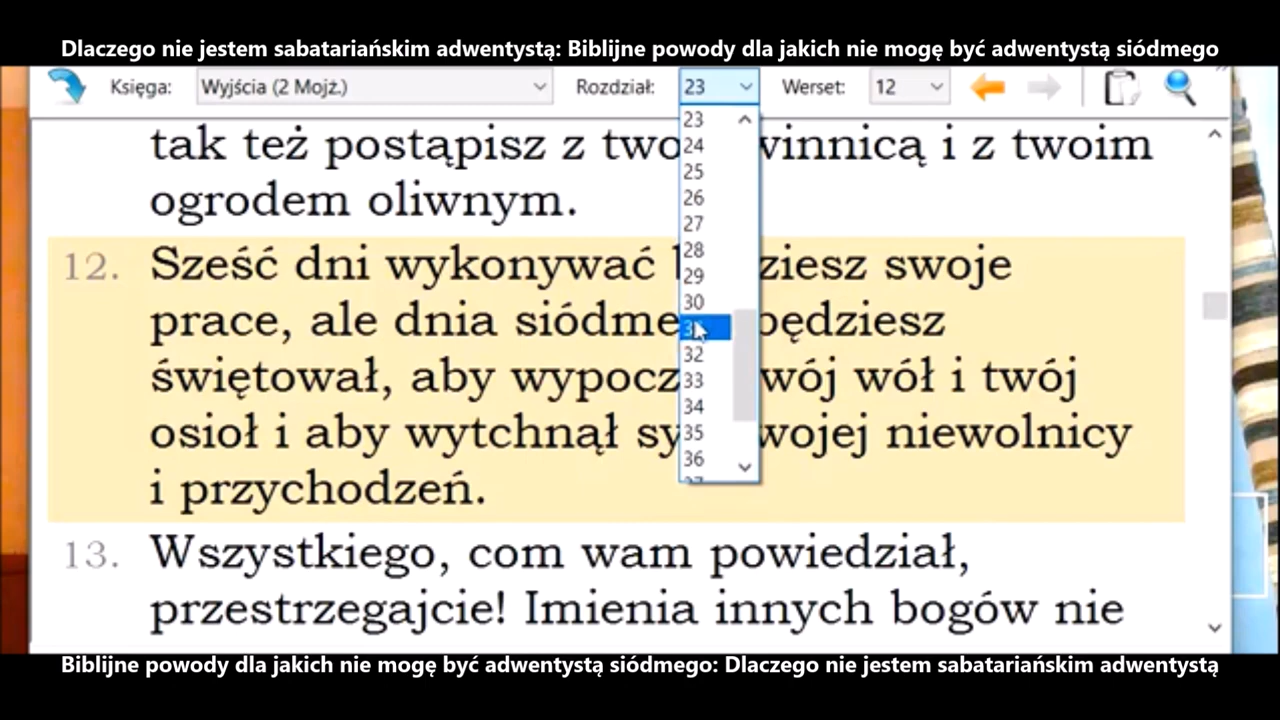 Dlaczego nie jestem sabatariańskim adwentystą: Biblijne powody dla jakich nie mogę być adwentystą siódmego
Księga: Wyjścia (2 Mojż.) Rozdział: 23 Werset: 12
23
24
25
26
27
28
29
30
32
33
34
35
36
tak też postąpisz z winnicą i z twoim
ogrodem oliwnym.
12. Sześć dni wykonywać swoje
prace, ale dnia będziesz
świętował, aby wół i twój
osioł i aby wytchnął niewolnicy
i przychodzeń.
13. Wszystkiego, com wam powiedział,
przestrzegajcie! Imienia innych bogów nie
Biblijne powody dla jakich nie mogę być adwentystą siódmego: Dlaczego nie jestem sabatariańskim adwentystą